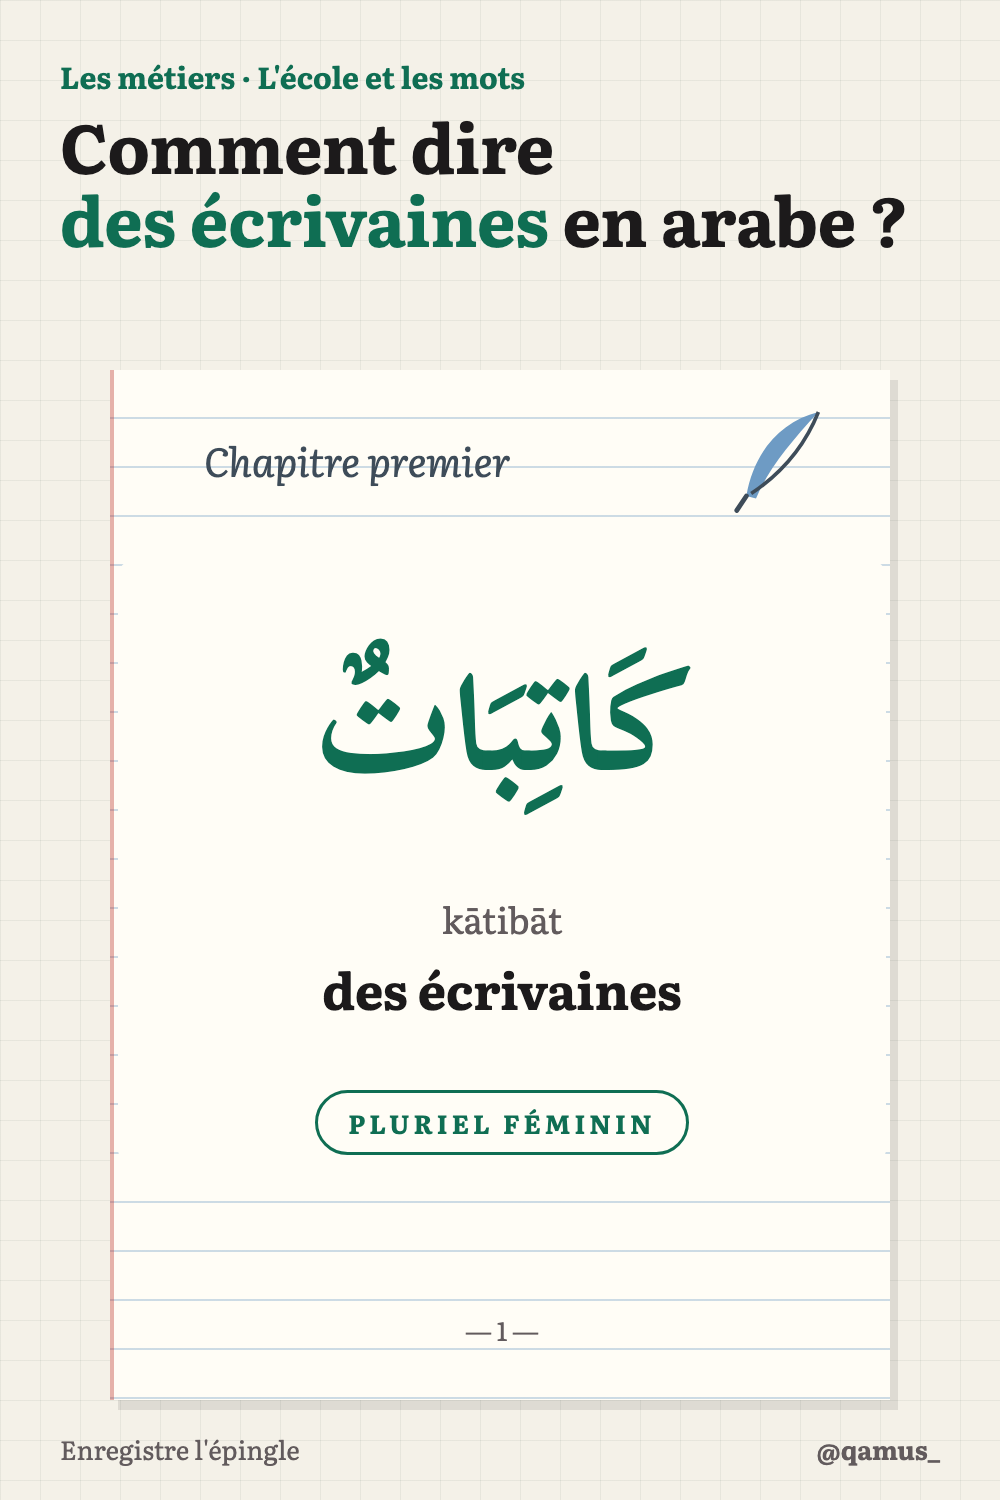 Les métiers · L'école et les mots
Comment dire
des écrivaines en arabe ?
Chapitre premier
كَاتِبَاتٌ
kātibāt
des écrivaines
PLURIEL FÉMININ
—1—
Enregistre l'épingle
@qamus_